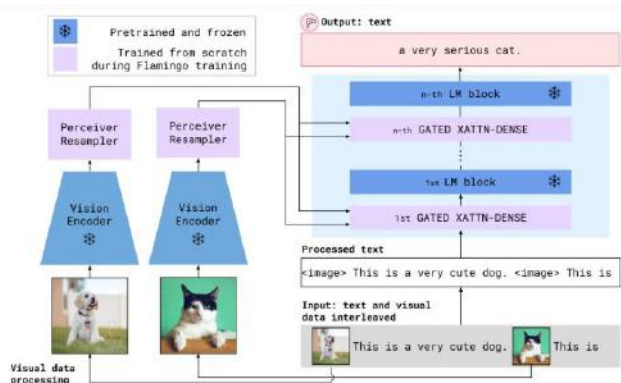 Pretrained and frozen
Trained from scratch
during Flamingo training
Perceiver
Resampler
Perceiver
Resampler
Vision
Encoder
Vision
Encoder
Visual data
processing
Output: text
a very serious cat.
n-th LM block
n-th GATED XATTN-DENSE
1st LM block
1st GATED XATTN-DENSE
Processed text
<image> This is a very cute dog. <image> This is
Input: text and visual
data interleaved
This is a very cute dog. This is